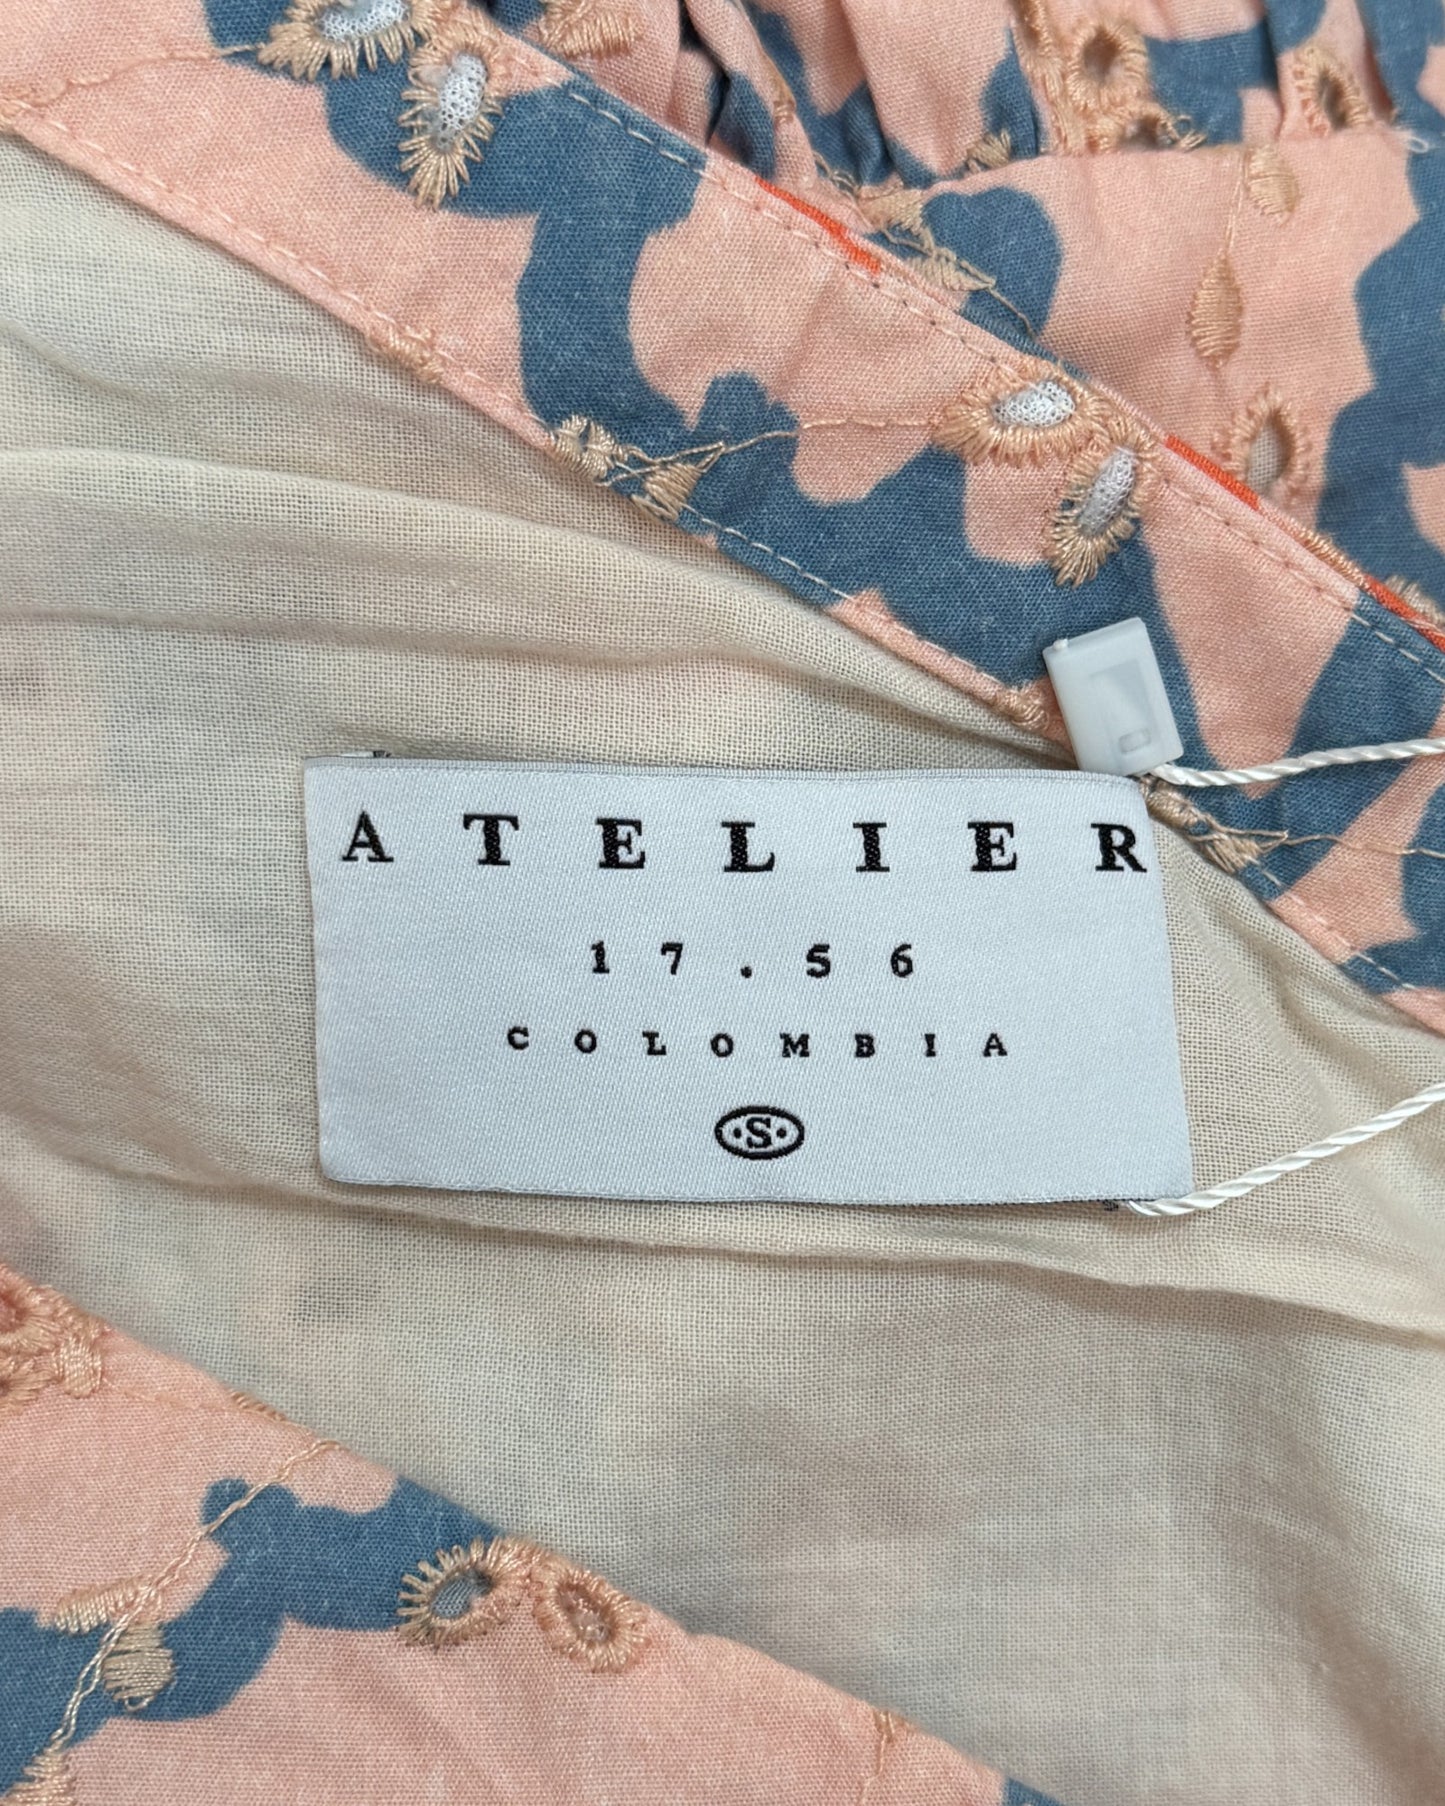 ATELIER
17.56
COLOMBIA
·S·